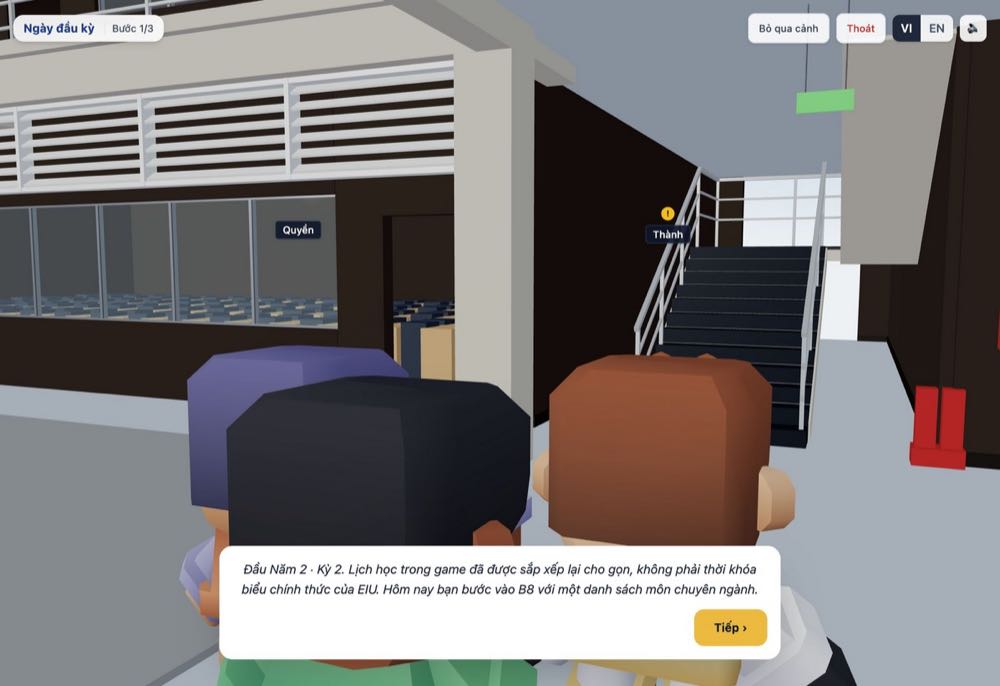 Ngày đầu kỳ
Bước 1/3
Bỏ qua cảnh
Thoát
VI
EN
Quyền
!
Thành
Đầu Năm 2 · Kỳ 2. Lịch học trong game đã được sắp xếp lại cho gọn, không phải thời khóa
biểu chính thức của EIU. Hôm nay bạn bước vào B8 với một danh sách môn chuyên ngành.
Tiếp ›